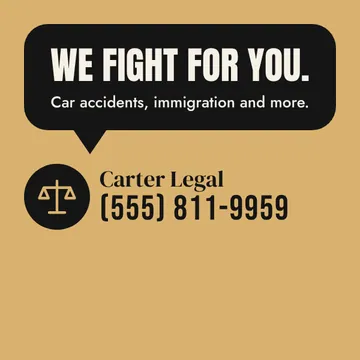 WE FIGHT FOR YOU.
Car accidents, immigration and more.
Carter Legal
(555) 811-9959